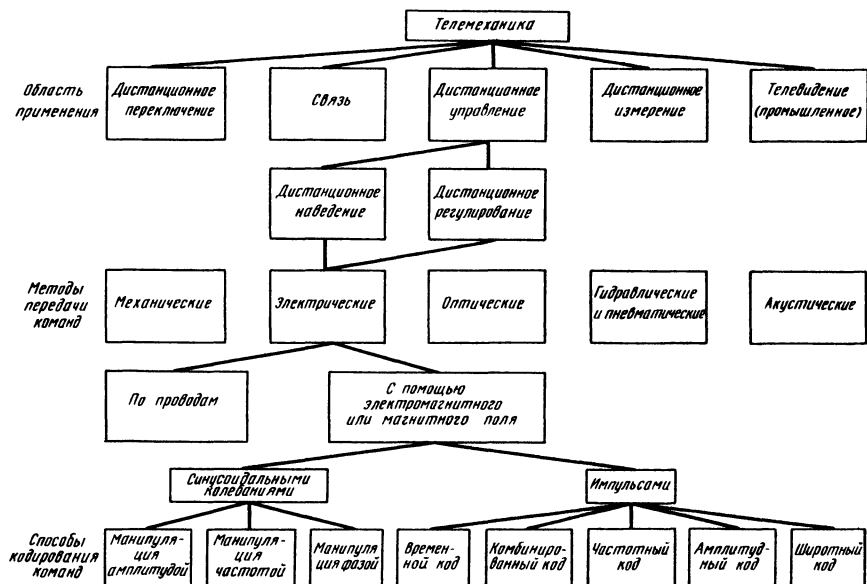 Телемеханика
Область
применения
Дистанционное
переключение
Связь
Дистанционное
управление
Дистанционное
измерение
Телевидение
(промышленное)
Дистанционное
наведение
Дистанционное
регулирование
Методы
передачи
команд
Механические
Электрические
Оптические
Гидравлические
и пневматические
Акустические
По проводам
С помощью
электромагнитного
или магнитного поля
Синусоидальными
колебаниями
Импульсами
Способы
кодирования
команд
Манипуля-
ция
амплитудой
Манипуля-
ция
частотой
Манипуля
ция фазой
Времен-
ной код
Комбиниро-
ванный код
Частотный
код
Амплитуд-
ный код
Широтный
код